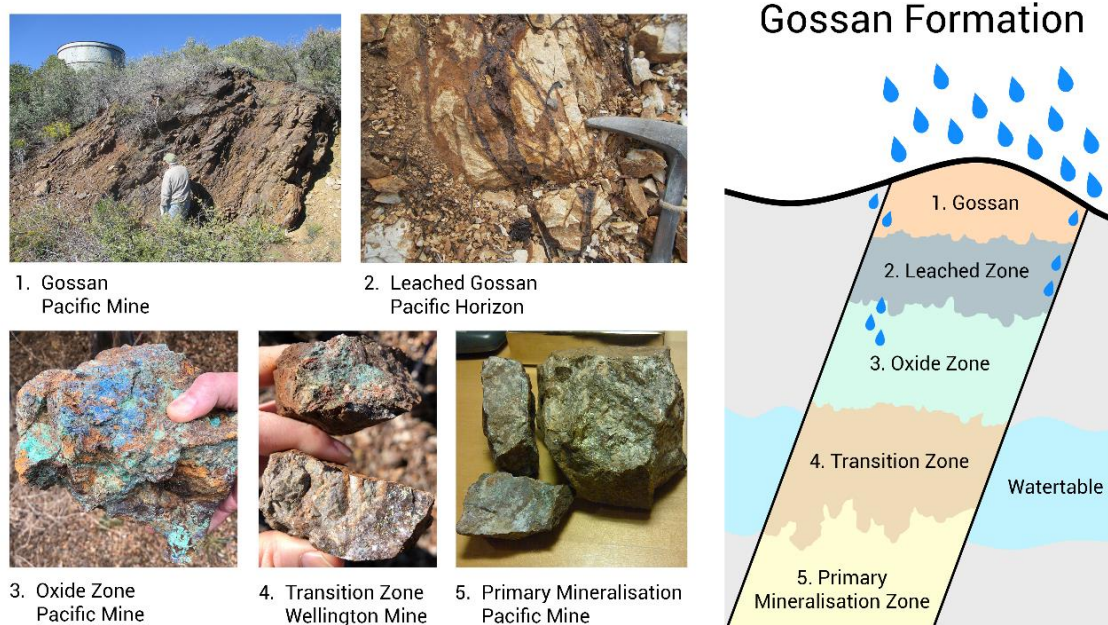 Gossan Formation
1. Gossan
Pacific Mine
2. Leached Gossan
Pacific Horizon
3. Oxide Zone
Pacific Mine
4. Transition Zone
Wellington Mine
5. Primary Mineralisation
Pacific Mine
1. Gossan
2. Leached Zone
3. Oxide Zone
4. Transition Zone
Watertable
5. Primary
Mineralisation Zone